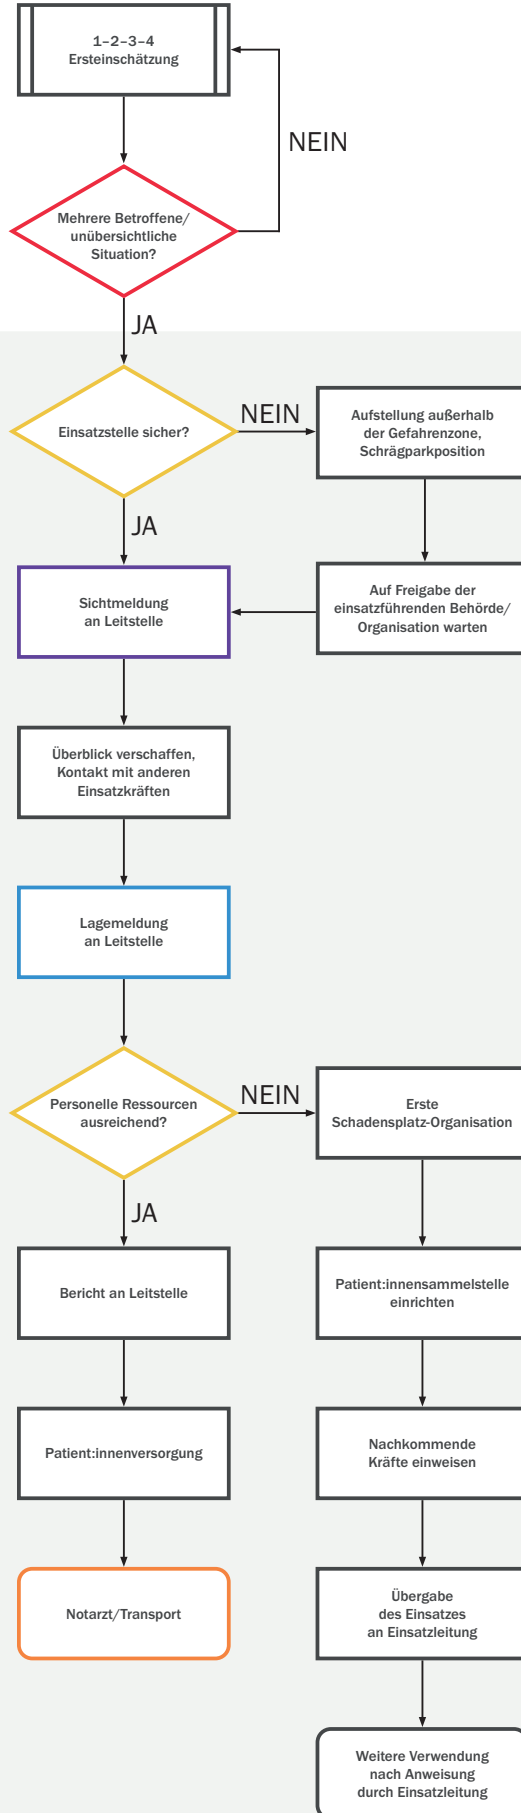 1–2–3–4
Ersteinschätzung
NEIN
Mehrere Betroffene/
unübersichtliche
Situation?
JA
Einsatzstelle sicher?
NEIN
Aufstellung außerhalb
der Gefahrenzone,
Schrägparkposition
JA
Sichtmeldung
an Leitstelle
Auf Freigabe der
einsatzführenden Behörde/
Organisation warten
Überblick verschaffen,
Kontakt mit anderen
Einsatzkräften
Lagemeldung
an Leitstelle
Personelle Ressourcen
ausreichend?
NEIN
Erste
Schadensplatz-Organisation
JA
Bericht an Leitstelle
Patient:innensammelstelle
einrichten
Patient:innenversorgung
Nachkommende
Kräfte einweisen
Notarzt/Transport
Übergabe
des Einsatzes
an Einsatzleitung
Weitere Verwendung
nach Anweisung
durch Einsatzleitung